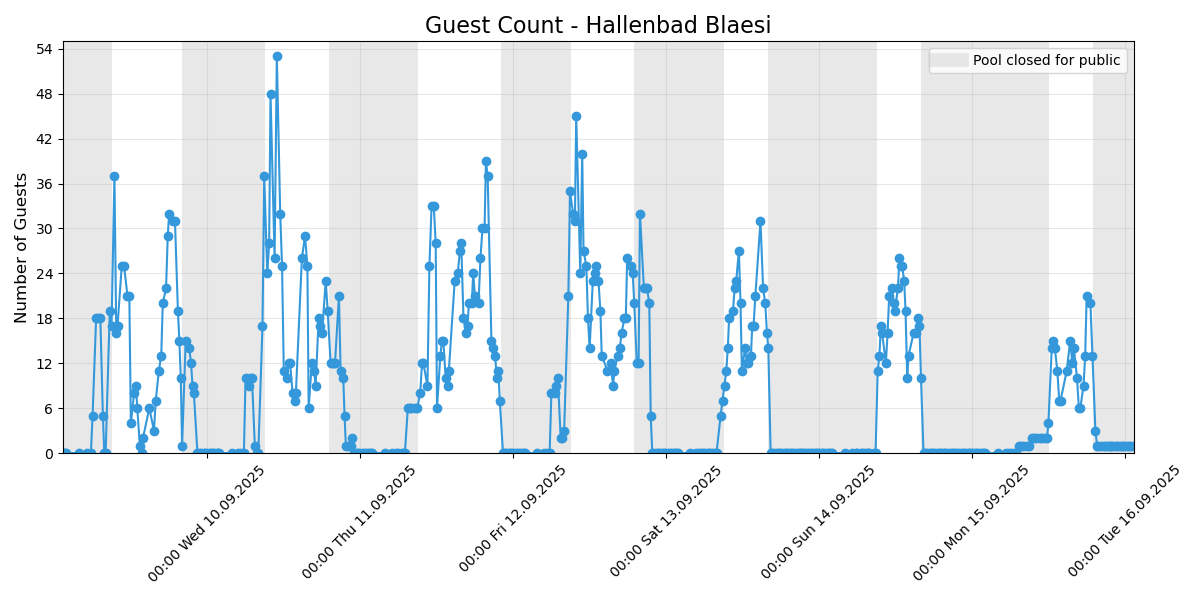 Guest Count - Hallenbad Blaesi
Pool closed for public
Number of Guests
54
48
42
36
30
24
18
12
6
0
00:00 Wed 10.09.2025
00:00 Thu 11.09.2025
00:00 Fri 12.09.2025
00:00 Sat 13.09.2025
00:00 Sun 14.09.2025
00:00 Mon 15.09.2025
00:00 Tue 16.09.2025